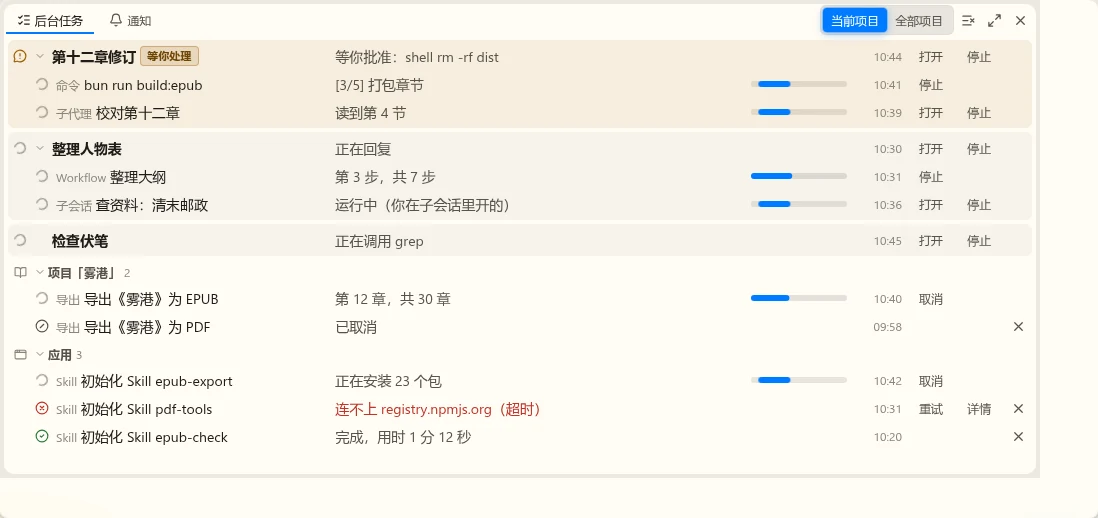 后台任务 通知 当前项目 全部项目
第十二章修订 等你处理 等你批准：shell rm -rf dist 10:44 打开 停止
命令 bun run build:epub [3/5] 打包章节 10:41 停止
子代理 校对第十二章 读到第 4 节 10:39 打开 停止
整理人物表 正在回复 10:30 打开 停止
Workflow 整理大纲 第 3 步，共 7 步 10:31 停止
子会话 查资料：清末邮政 运行中（你在子会话里开的） 10:36 打开 停止
检查伏笔 正在调用 grep 10:45 打开 停止
项目「雾港」 2
导出 导出《雾港》为 EPUB 第 12 章，共 30 章 10:40 取消
导出 导出《雾港》为 PDF 已取消 09:58
应用 3
Skill 初始化 Skill epub-export 正在安装 23 个包 10:42 取消
Skill 初始化 Skill pdf-tools 连不上 registry.npmjs.org（超时） 10:31 重试 详情
Skill 初始化 Skill epub-check 完成，用时 1 分 12 秒 10:20